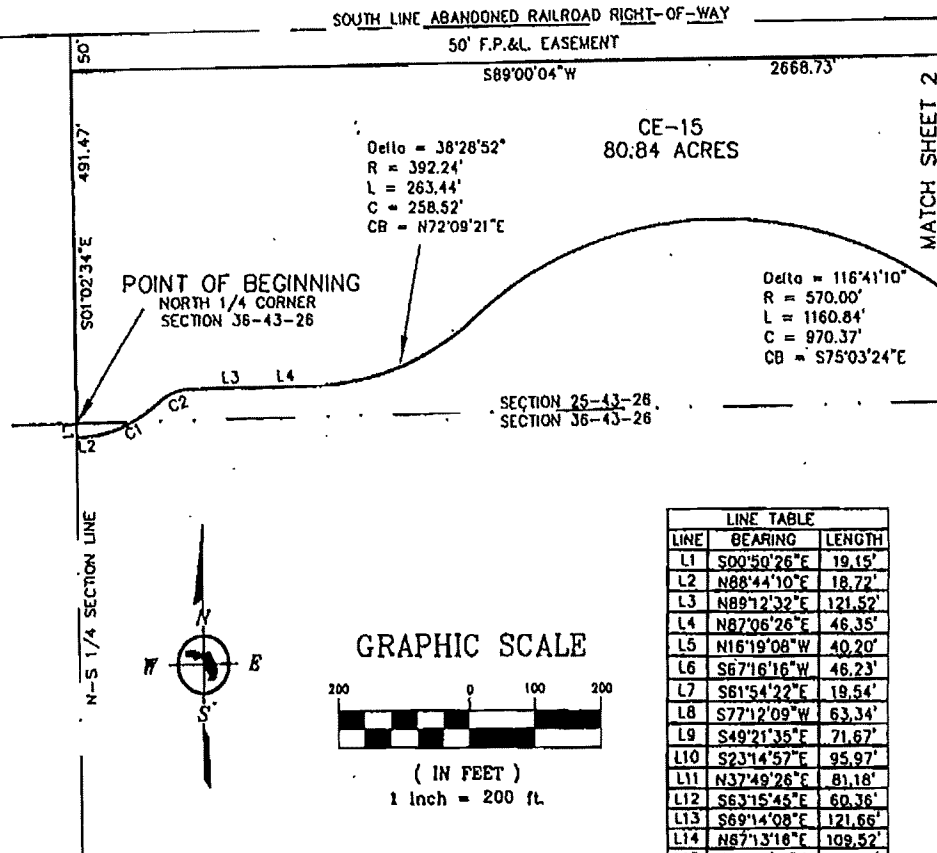 SOUTH LINE ABANDONED RAILROAD RIGHT-OF-WAY
50'
50' F.P.&L. EASEMENT
S89°00'04"W
2668.73'
CE-15
80.84 ACRES
MATCH SHEET 2
491.47'
S01°02'34"E
Delta = 38°28'52"
R = 392.24'
L = 263.44'
C = 258.52'
CB = N72°09'21"E
POINT OF BEGINNING
NORTH 1/4 CORNER
SECTION 36-43-26
Delta = 116°41'10"
R = 570.00'
L = 1160.84'
C = 970.37'
CB = S75°03'24"E
L3
L4
C2
C1
L1
L2
SECTION 25-43-26
SECTION 36-43-26
N-S 1/4 SECTION LINE
N
W
E
S
GRAPHIC SCALE
200 0 100 200
( IN FEET )
1 inch = 200 ft.
LINE TABLE
LINE BEARING LENGTH
L1 S00°50'26"E 19.15'
L2 N88°44'10"E 18.72'
L3 N89°12'32"E 121.52'
L4 N87°06'26"E 46.35'
L5 N16°19'08"W 40.20'
L6 S67°16'16"W 46.23'
L7 S61°54'22"E 19.54'
L8 S77°12'09"W 63.34'
L9 S49°21'35"E 71.67'
L10 S23°14'57"E 95.97'
L11 N37°49'26"E 81.18'
L12 S63°15'45"E 60.36'
L13 S69°14'08"E 121.66'
L14 N67°13'16"E 109.52'